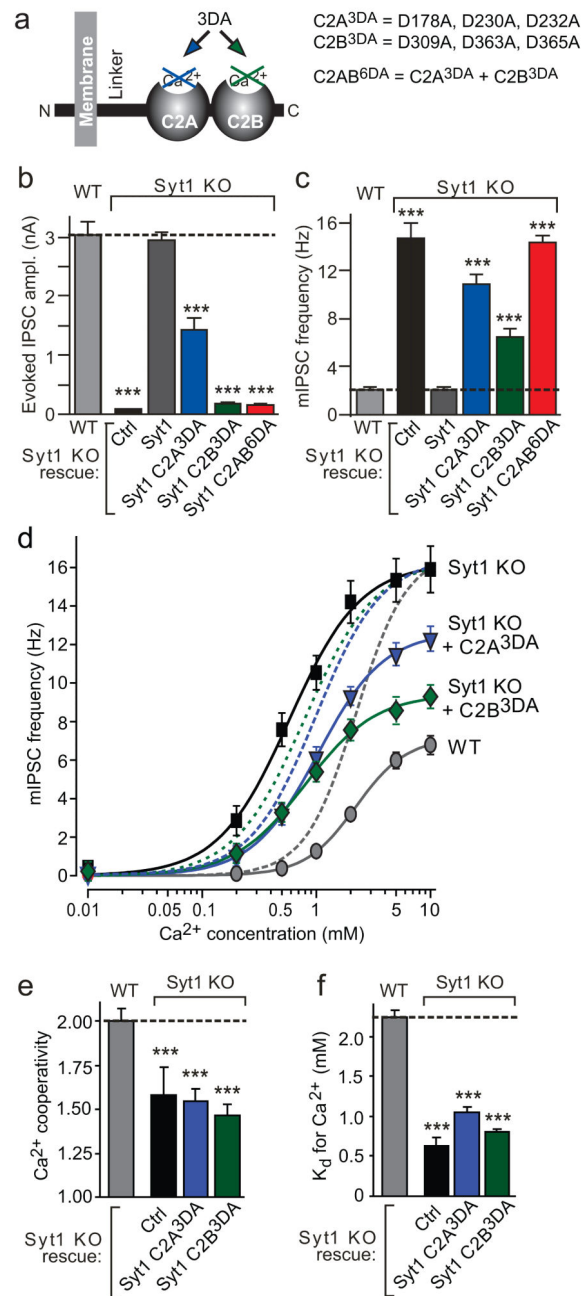 a
3DA
C2A3DA = D178A, D230A, D232A
C2B3DA = D309A, D363A, D365A
C2AB6DA = C2A3DA + C2B3DA
Membrane
Linker
Ca2+
Ca2+
N
C2A
C2B
C
b
WT
Syt1 KO
Evoked IPSC ampl. (nA)
3
2
1
0
***
***
***
***
WT
Ctrl
Syt1
Syt1 C2A3DA
Syt1 C2B3DA
Syt1 C2AB6DA
Syt1 KO
rescue:
c
WT
Syt1 KO
mIPSC frequency (Hz)
16
12
8
4
0
***
***
***
***
WT
Ctrl
Syt1
Syt1 C2A3DA
Syt1 C2B3DA
Syt1 C2AB6DA
Syt1 KO
rescue:
d
mIPSC frequency (Hz)
16
14
12
10
8
6
4
2
0
Syt1 KO
Syt1 KO
+ C2A3DA
Syt1 KO
+ C2B3DA
WT
0.01
0.05
0.1
0.5
1
5
10
Ca2+ concentration (mM)
e
WT
Syt1 KO
Ca2+ cooperativity
2.00
1.75
1.50
1.00
***
***
***
Syt1 KO
rescue:
Ctrl
Syt1 C2A3DA
Syt1 C2B3DA
f
WT
Syt1 KO
Kd for Ca2+ (mM)
2.0
1.5
1.0
0.5
0
***
***
***
Syt1 KO
rescue:
Ctrl
Syt1 C2A3DA
Syt1 C2B3DA